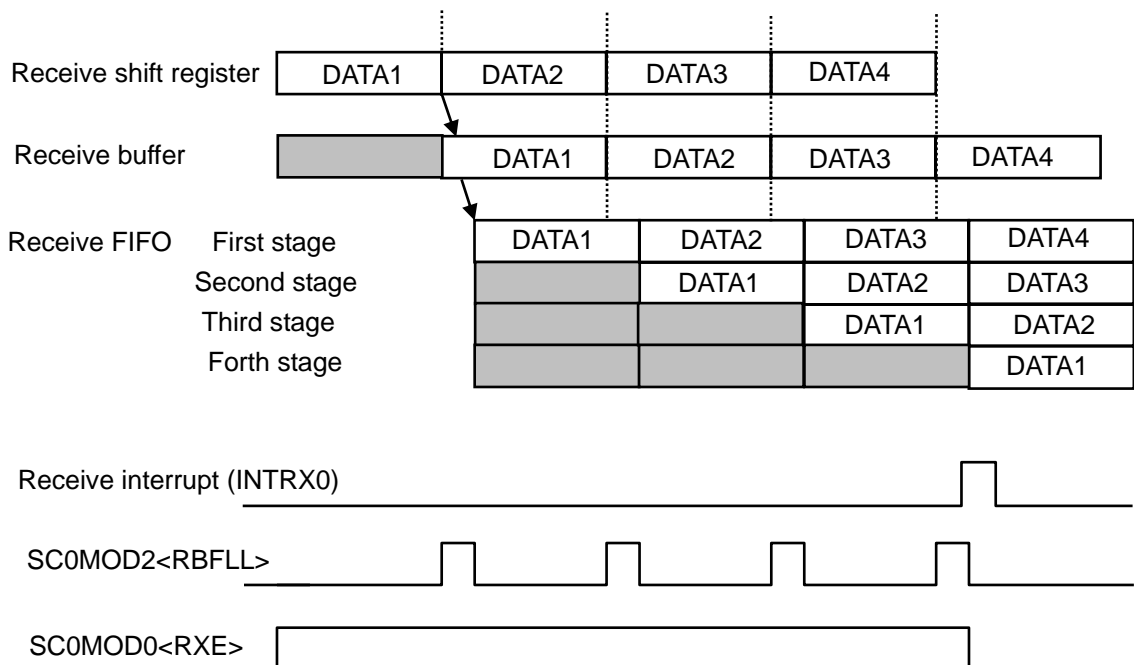 Receive shift register DATA1 DATA2 DATA3 DATA4
Receive buffer DATA1 DATA2 DATA3 DATA4
Receive FIFO First stage DATA1 DATA2 DATA3 DATA4
Second stage DATA1 DATA2 DATA3
Third stage DATA1 DATA2
Forth stage DATA1
Receive interrupt (INTRX0)
SC0MOD2<RBFLL>
SC0MOD0<RXE>